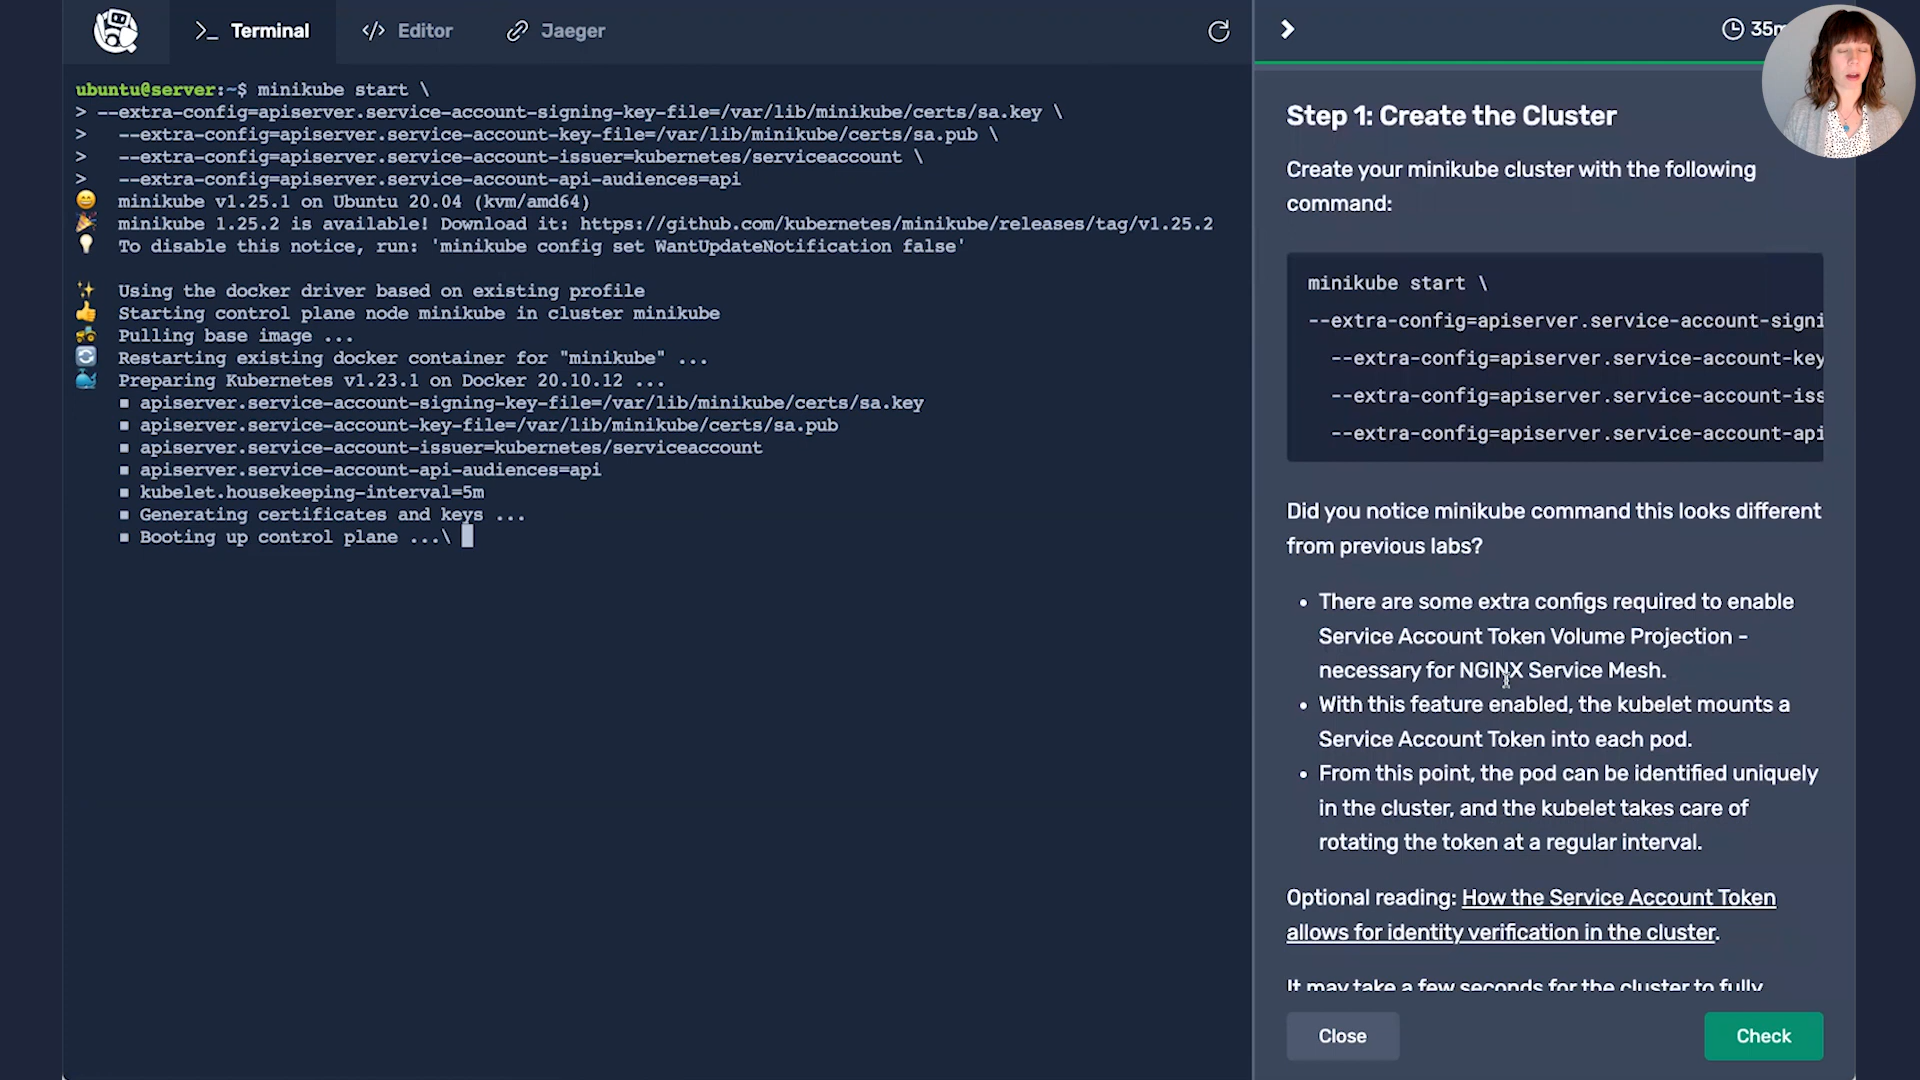 Terminal
Editor
Jaeger
ubuntu@server:~$ minikube start \
> --extra-config=apiserver.service-account-signing-key-file=/var/lib/minikube/certs/sa.key \
>   --extra-config=apiserver.service-account-key-file=/var/lib/minikube/certs/sa.pub \
>   --extra-config=apiserver.service-account-issuer=kubernetes/serviceaccount \
>   --extra-config=apiserver.service-account-api-audiences=api
minikube v1.25.1 on Ubuntu 20.04 (kvm/amd64)
minikube 1.25.2 is available! Download it: https://github.com/kubernetes/minikube/releases/tag/v1.25.2
To disable this notice, run: 'minikube config set WantUpdateNotification false'
Using the docker driver based on existing profile
Starting control plane node minikube in cluster minikube
Pulling base image ...
Restarting existing docker container for "minikube" ...
Preparing Kubernetes v1.23.1 on Docker 20.10.12 ...
▪ apiserver.service-account-signing-key-file=/var/lib/minikube/certs/sa.key
▪ apiserver.service-account-key-file=/var/lib/minikube/certs/sa.pub
▪ apiserver.service-account-issuer=kubernetes/serviceaccount
▪ apiserver.service-account-api-audiences=api
▪ kubelet.housekeeping-interval=5m
▪ Generating certificates and keys ...
▪ Booting up control plane ...\
35m
Step 1: Create the Cluster
Create your minikube cluster with the following
command:
minikube start \
--extra-config=apiserver.service-account-signi
--extra-config=apiserver.service-account-key
--extra-config=apiserver.service-account-iss
--extra-config=apiserver.service-account-api
Did you notice minikube command this looks different
from previous labs?
• There are some extra configs required to enable
Service Account Token Volume Projection -
necessary for NGINX Service Mesh.
• With this feature enabled, the kubelet mounts a
Service Account Token into each pod.
• From this point, the pod can be identified uniquely
in the cluster, and the kubelet takes care of
rotating the token at a regular interval.
Optional reading: How the Service Account Token
allows for identity verification in the cluster.
It may take a few seconds for the cluster to fully
Close
Check